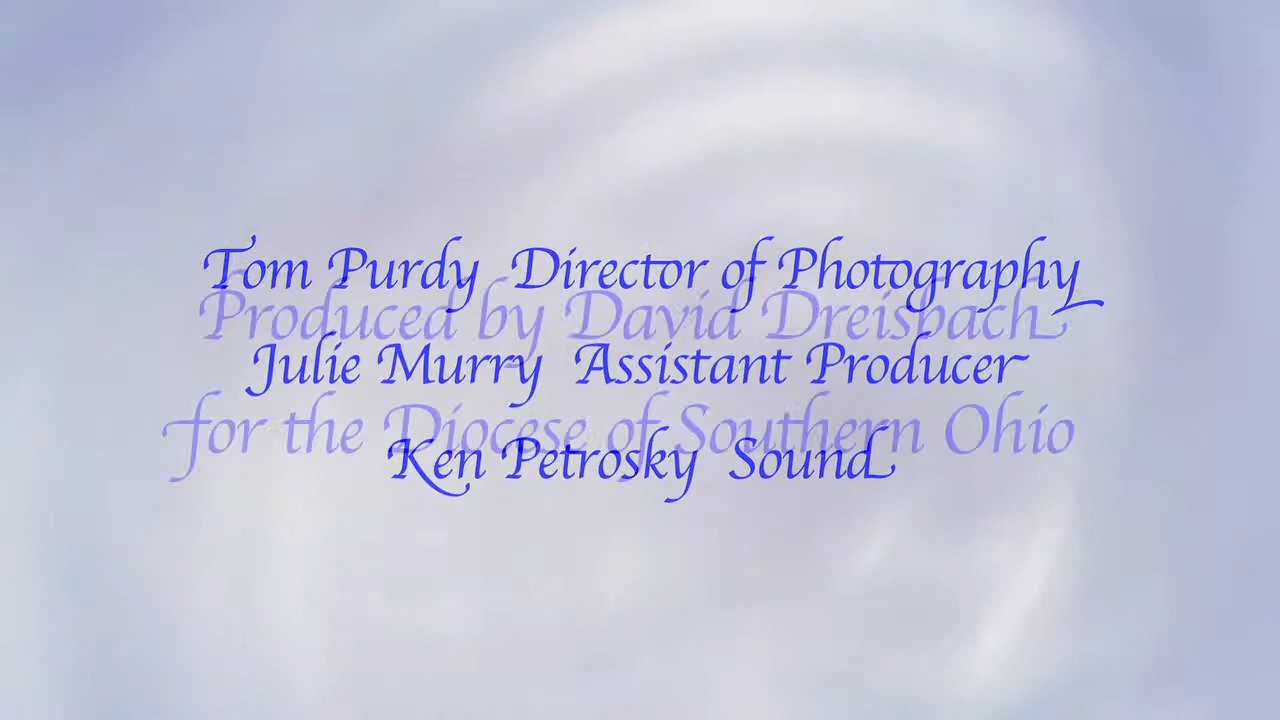 Tom Purdy Director of Photography
Produced by David Dreisbach
Julie Murry Assistant Producer
for the Diocese of Southern Ohio
Ken Petrosky Sound